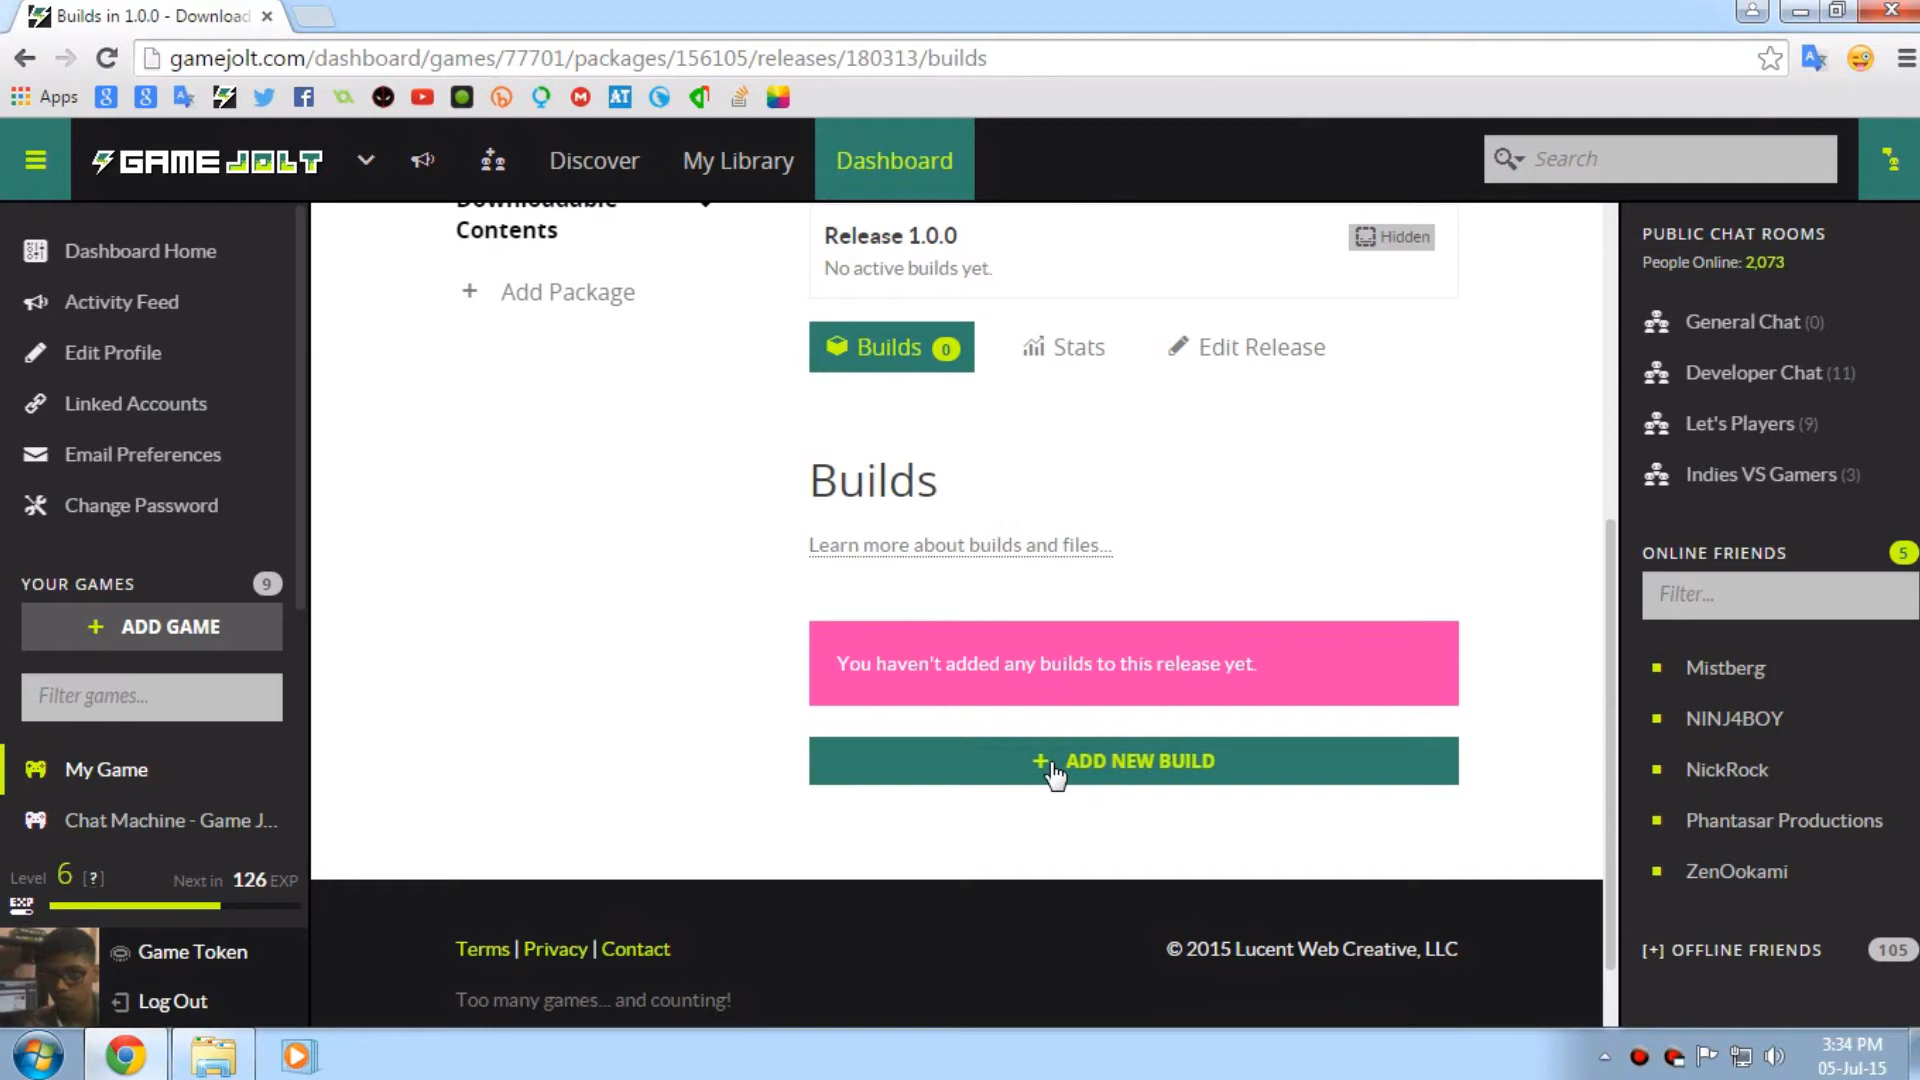 Builds in 1.0.0 - Download
gamejolt.com/dashboard/games/77701/packages/156105/releases/180313/builds
Apps
GAME JOLT
Discover
My Library
Dashboard
Search
Dashboard Home
Activity Feed
Edit Profile
Linked Accounts
Email Preferences
Change Password
YOUR GAMES 9
+ ADD GAME
Filter games...
My Game
Chat Machine - Game J...
Level 6 [?] Next in 126 EXP
EXP
Game Token
Log Out
Downloadable
Contents
+ Add Package
Release 1.0.0
Hidden
No active builds yet.
Builds 0
Stats
Edit Release
Builds
Learn more about builds and files...
You haven't added any builds to this release yet.
+ ADD NEW BUILD
Terms | Privacy | Contact
© 2015 Lucent Web Creative, LLC
Too many games... and counting!
PUBLIC CHAT ROOMS
People Online: 2,073
General Chat (0)
Developer Chat (11)
Let's Players (9)
Indies VS Gamers (3)
ONLINE FRIENDS 5
Filter...
Mistberg
NINJ4BOY
NickRock
Phantasar Productions
ZenOokami
[+] OFFLINE FRIENDS 105
3:34 PM
05-Jul-15